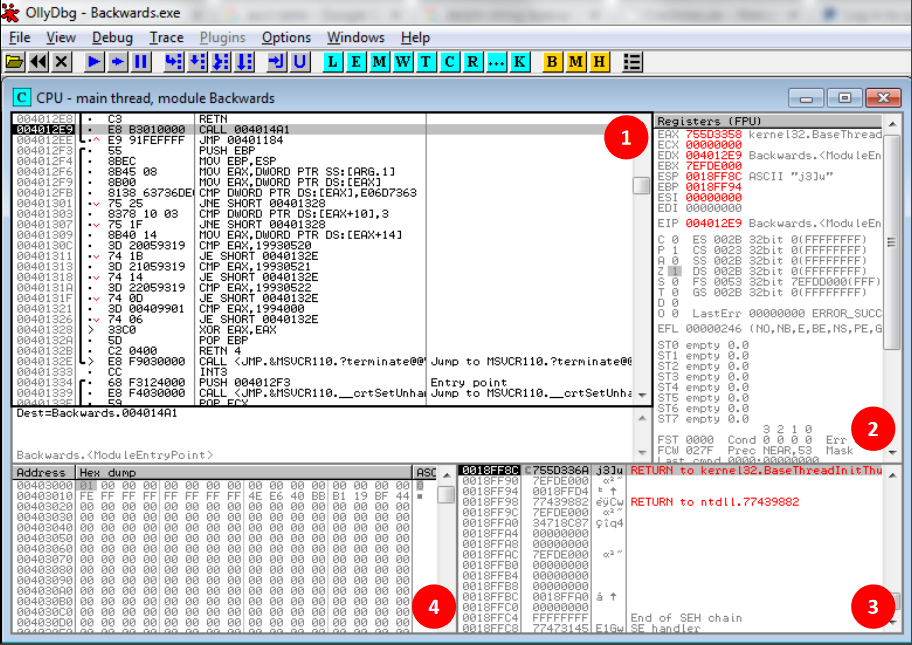 OllyDbg - Backwards.exe
File View Debug Trace Plugins Options Windows Help
L E M W T C R ... K B M H
C CPU - main thread, module Backwards
004012E8 C3 RETN
004012E9 E8 B3010000 CALL 004014A1
004012EE E9 91FEFFFF JMP 00401184
004012F3 55 PUSH EBP
004012F4 8BEC MOV EBP,ESP
004012F6 8B45 08 MOV EAX,DWORD PTR SS:[ARG.1]
004012F9 8B00 MOV EAX,DWORD PTR DS:[EAX]
004012FB 8138 63736DE CMP DWORD PTR DS:[EAX],E06D7363
00401301 75 25 JNE SHORT 00401328
00401303 8378 10 03 CMP DWORD PTR DS:[EAX+10],3
00401307 75 1F JNE SHORT 00401328
00401309 8B40 14 MOV EAX,DWORD PTR DS:[EAX+14]
0040130C 3D 20059319 CMP EAX,19930520
00401311 74 1B JE SHORT 0040132E
00401313 3D 21059319 CMP EAX,19930521
00401318 74 14 JE SHORT 0040132E
0040131A 3D 22059319 CMP EAX,19930522
0040131F 74 0D JE SHORT 0040132E
00401321 3D 00409901 CMP EAX,1994000
00401326 74 06 JE SHORT 0040132E
00401328 33C0 XOR EAX,EAX
0040132A 5D POP EBP
0040132B C2 0400 RETN 4
0040132E E8 F9030000 CALL <JMP.&MSVCR110.?terminate@@ Jump to MSVCR110.?terminate@@
00401333 CC INT3
00401334 68 F3124000 PUSH 004012F3 Entry point
00401339 E8 F4030000 CALL <JMP.&MSVCR110.__crtSetUnha Jump to MSVCR110.__crtSetUnhan
0040133E 59 POP ECX
1
Dest=Backwards.004014A1
Backwards.<ModuleEntryPoint>
Registers (FPU)
EAX 755D3358 kernel32.BaseThread
ECX 00000000
EDX 004012E9 Backwards.<ModuleEn
EBX 7EFDE000
ESP 0018FF8C ASCII "j3]u"
EBP 0018FF94
ESI 00000000
EDI 00000000
EIP 004012E9 Backwards.<ModuleEn
C 0 ES 002B 32bit 0(FFFFFFFF)
P 1 CS 0023 32bit 0(FFFFFFFF)
A 0 SS 002B 32bit 0(FFFFFFFF)
Z 1 DS 002B 32bit 0(FFFFFFFF)
S 0 FS 0053 32bit 7EFDD000(FFF)
T 0 GS 002B 32bit 0(FFFFFFFF)
D 0
O 0 LastErr 00000000 ERROR_SUCC
EFL 00000246 (NO,NB,E,BE,NS,PE,G
ST0 empty 0.0
ST1 empty 0.0
ST2 empty 0.0
ST3 empty 0.0
ST4 empty 0.0
ST5 empty 0.0
ST6 empty 0.0
ST7 empty 0.0
3 2 1 0
FST 0000 Cond 0 0 0 0 Err
FCW 027F Prec NEAR,53 Mask
Last cmnd 0000:00000000
2
Address Hex dump ASC
00403000 01 00 00 00 00 00 00 00 00 00 00 00 00 00 00 00
00403010 FE FF FF FF FF FF FF FF 4E E6 40 BB B1 19 BF 44
00403020 00 00 00 00 00 00 00 00 00 00 00 00 00 00 00 00
00403030 00 00 00 00 00 00 00 00 00 00 00 00 00 00 00 00
00403040 00 00 00 00 00 00 00 00 00 00 00 00 00 00 00 00
00403050 00 00 00 00 00 00 00 00 00 00 00 00 00 00 00 00
00403060 00 00 00 00 00 00 00 00 00 00 00 00 00 00 00 00
00403070 00 00 00 00 00 00 00 00 00 00 00 00 00 00 00 00
00403080 00 00 00 00 00 00 00 00 00 00 00 00 00 00 00 00
00403090 00 00 00 00 00 00 00 00 00 00 00 00 00 00 00 00
004030A0 00 00 00 00 00 00 00 00 00 00 00 00 00 00 00 00
004030B0 00 00 00 00 00 00 00 00 00 00 00 00 00 00 00 00
004030C0 00 00 00 00 00 00 00 00 00 00 00 00 00 00 00 00
004030D0 00 00 00 00 00 00 00 00 00 00 00 00 00 00 00 00
4
0018FF8C 755D336A j3]u RETURN to kernel32.BaseThreadInitThu
0018FF90 7EFDE000
0018FF94 0018FFD4
0018FF98 77439882 éÿCw RETURN to ntdll.77439882
0018FF9C 7EFDE000
0018FFA0 34718C87 çîq4
0018FFA4 00000000
0018FFA8 00000000
0018FFAC 7EFDE000
0018FFB0 00000000
0018FFB4 00000000
0018FFB8 00000000
0018FFBC 0018FFA0
0018FFC0 00000000
0018FFC4 FFFFFFFF End of SEH chain
0018FFC8 77473145 E1Gw SE handler
3